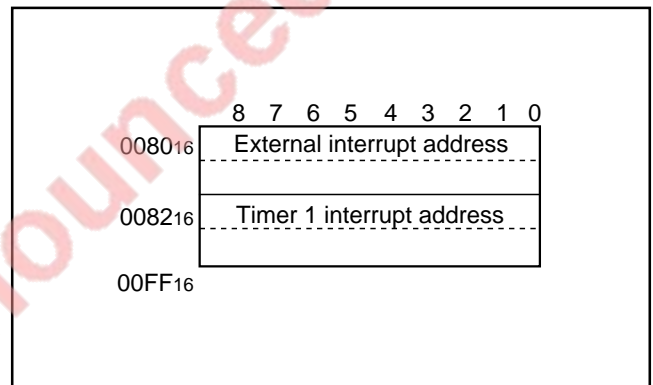 8 7 6 5 4 3 2 1 0
008016 External interrupt address
008216 Timer 1 interrupt address
00FF16
ounced